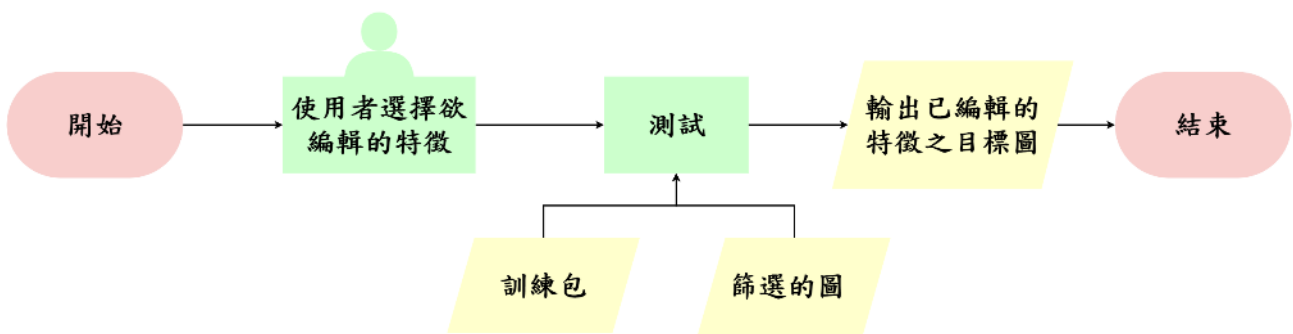 開始
使用者選擇欲
編輯的特徵
測試
輸出已編輯的
特徵之目標圖
結束
訓練包
篩選的圖